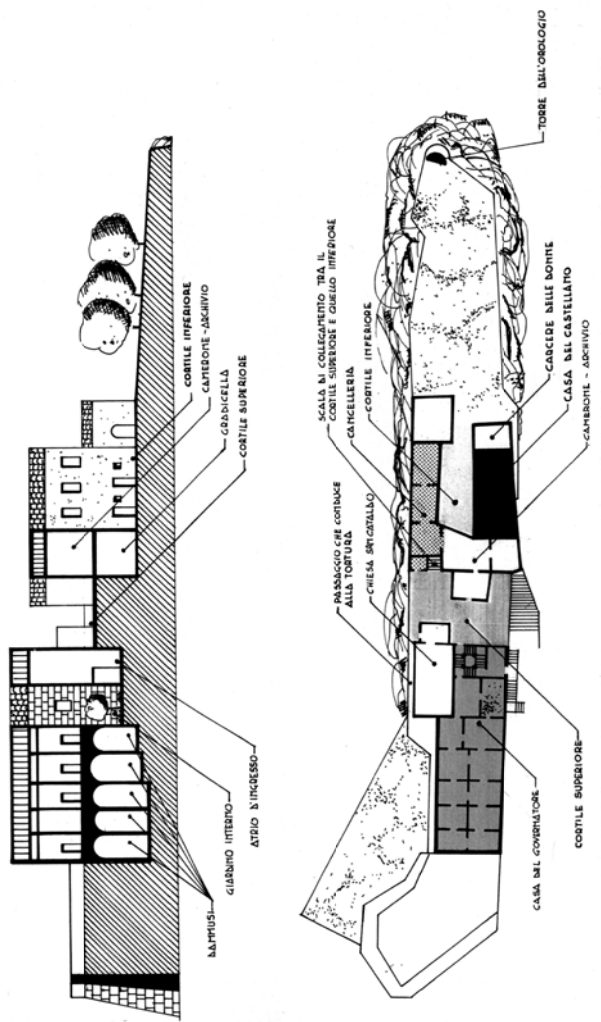 DAMMUSI
GIARDINO INTERNO
ATRIO D'INGRESSO
CORTILE SUPERIORE
GRADICELLA
CAMERONE-ARCHIVIO
CORTILE INFERIORE
PASSAGGIO CHE CONDUCE
ALLA TORTURA
CHIESA SAN CATALDO
SCALA DI COLLEGAMENTO TRA IL
CORTILE SUPERIORE E QUELLO INFERIORE
CANCELLERIA
CORTILE INFERIORE
CASA DEL GOVERNATORE
CORTILE SUPERIORE
CAMERONE-ARCHIVIO
CASA DEL CASTELLANO
CARCERE DELLE DONNE
TORRE DELL'OROLOGIO